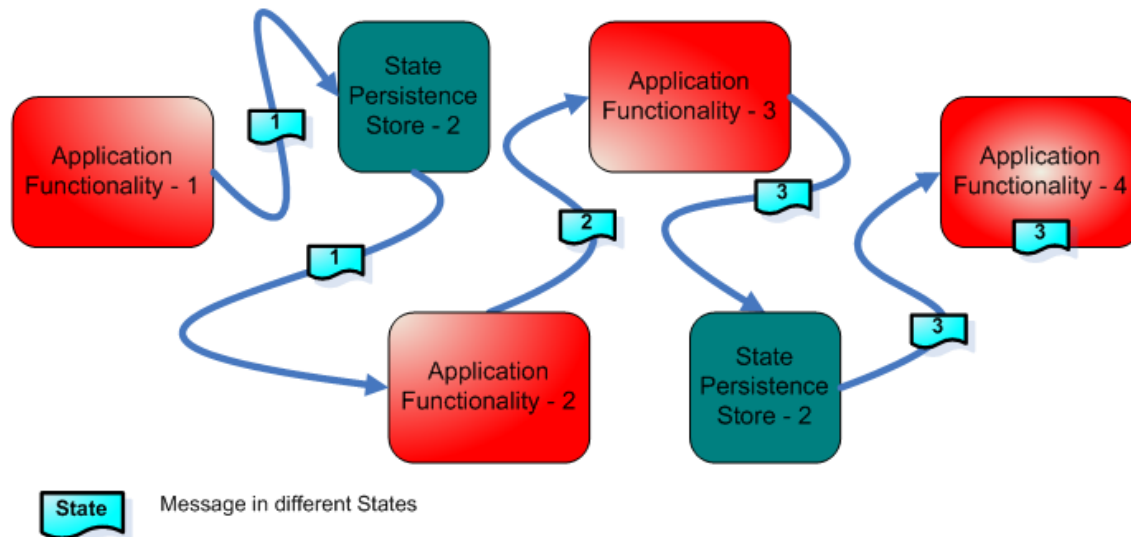 Application
Functionality - 1
1
State
Persistence
Store - 2
1
Application
Functionality - 2
2
Application
Functionality - 3
3
State
Persistence
Store - 2
3
Application
Functionality - 4
3
State
Message in different States